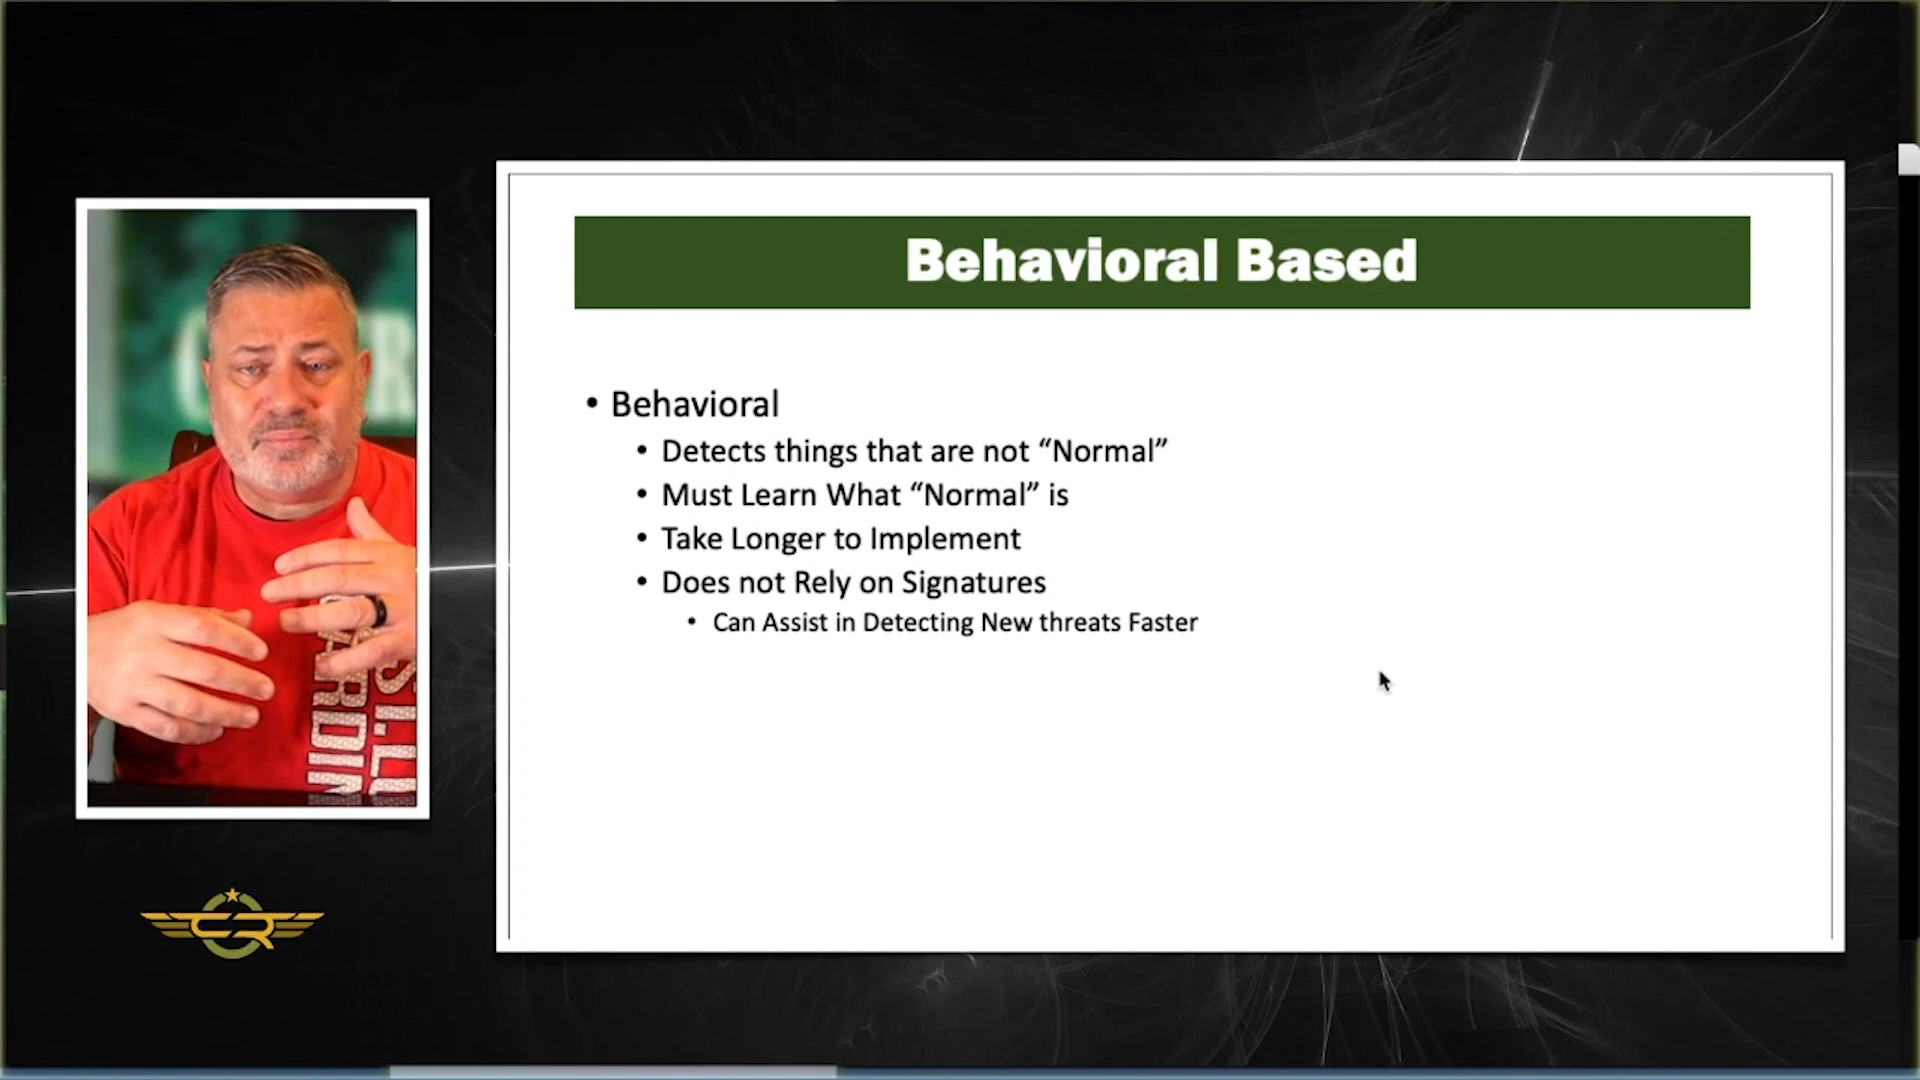 Behavioral Based
• Behavioral
• Detects things that are not “Normal”
• Must Learn What “Normal” is
• Take Longer to Implement
• Does not Rely on Signatures
• Can Assist in Detecting New threats Faster
CR